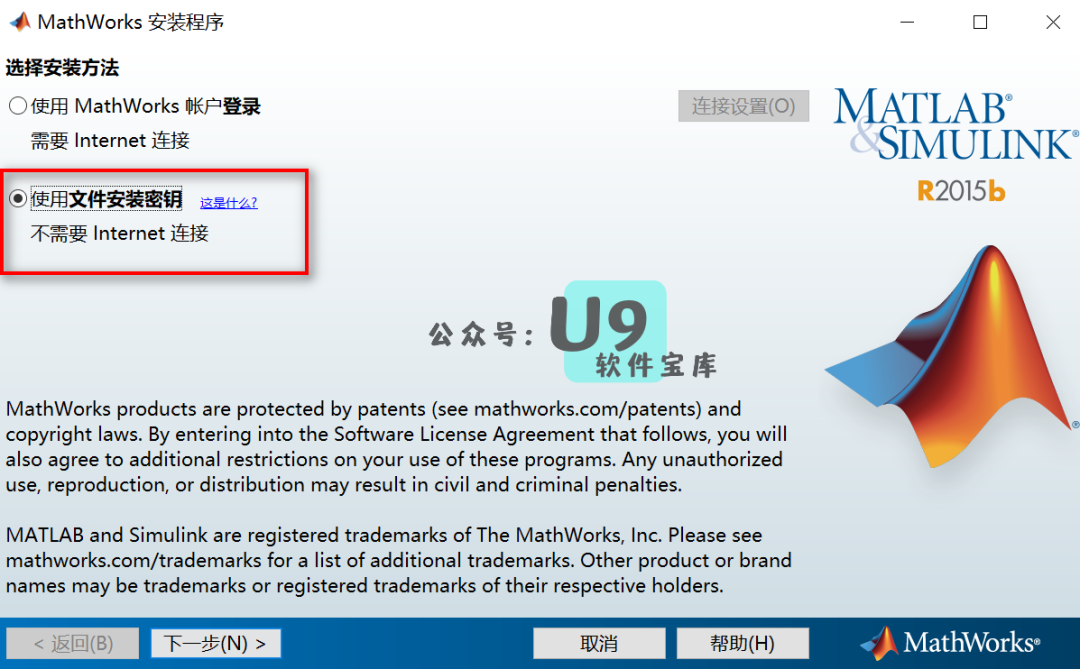 MathWorks 安装程序
选择安装方法
使用 MathWorks 帐户登录
需要 Internet 连接
连接设置(O)
使用文件安装密钥 这是什么?
不需要 Internet 连接
MATLAB®
&SIMULINK®
R2015b
公众号: U9
软件宝库
®
MathWorks products are protected by patents (see mathworks.com/patents) and
copyright laws. By entering into the Software License Agreement that follows, you will
also agree to additional restrictions on your use of these programs. Any unauthorized
use, reproduction, or distribution may result in civil and criminal penalties.
MATLAB and Simulink are registered trademarks of The MathWorks, Inc. Please see
mathworks.com/trademarks for a list of additional trademarks. Other product or brand
names may be trademarks or registered trademarks of their respective holders.
< 返回(B) 下一步(N) > 取消 帮助(H) MathWorks®